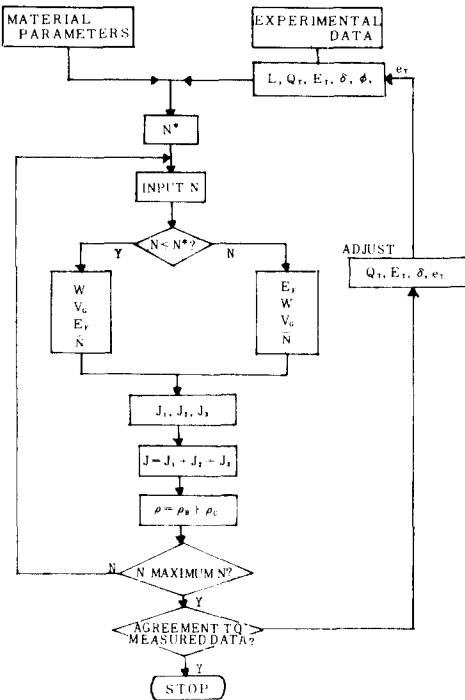 MATERIAL
PARAMETERS
EXPERIMENTAL
DATA
L, Q_T, E_T, δ, ϕ,
e_T
N*
INPUT N
N < N*?
Y
N
W
V_G
E_F
N̄
E_F
W
V_G
N̄
ADJUST
Q_T, E_T, δ, e_T
J₁, J₂, J₃
J = J₁ + J₂ + J₃
ρ = ρ_B + ρ_C
N MAXIMUM N?
N
Y
AGREEMENT TO
MEASURED DATA?
Y
STOP